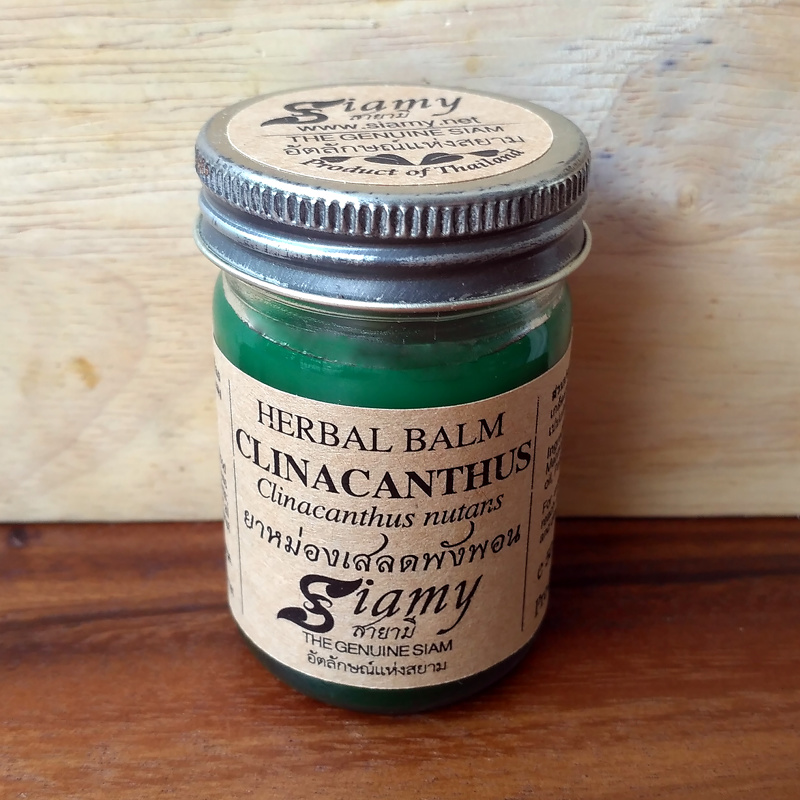 Siamy
สายามี
www.siamy.net
THE GENUINE SIAM
อัตลักษณ์แห่งสยาม
Product of Thailand
HERBAL BALM
CLINACANTHUS
Clinacanthus nutans
ยาหม่องเสลดพังพอน
Siamy
สายามี
THE GENUINE SIAM
อัตลักษณ์แห่งสยาม